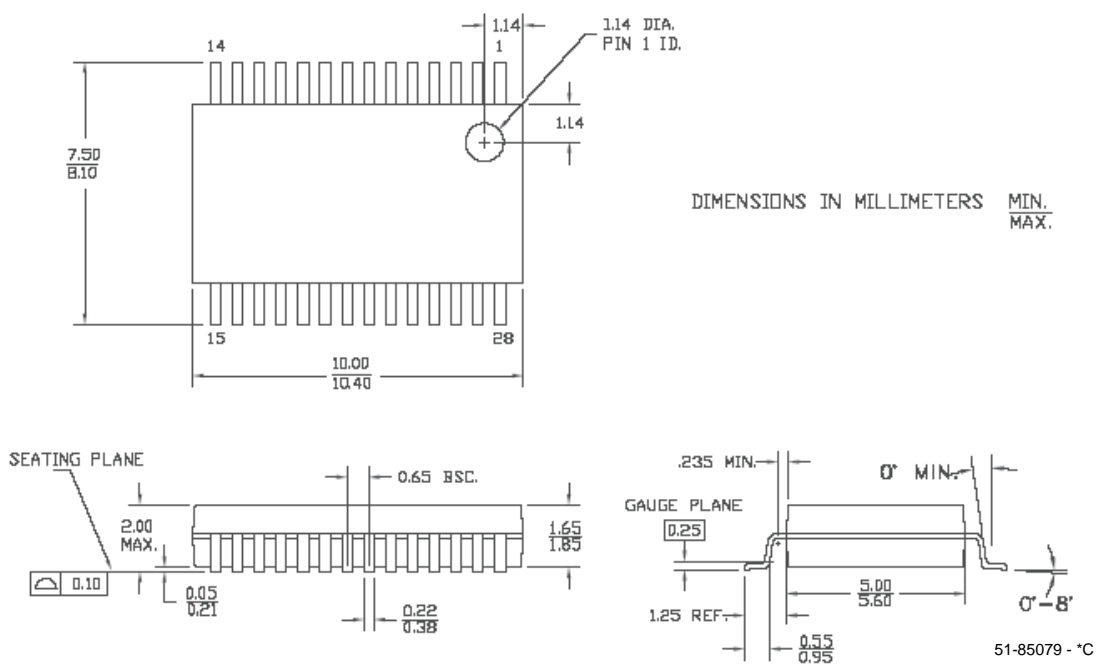 1.14
1.14 DIA.
PIN 1 ID.
14
1
1.14
7.50
8.10
DIMENSIONS IN MILLIMETERS MIN.
MAX.
15
28
10.00
10.40
SEATING PLANE
0.65 BSC.
.235 MIN.
0° MIN.
GAUGE PLANE
0.25
2.00
MAX.
1.65
1.85
0.10
0.05
0.21
0.22
0.38
5.00
5.60
0°-8°
1.25 REF.
0.55
0.95
51-85079 - *C